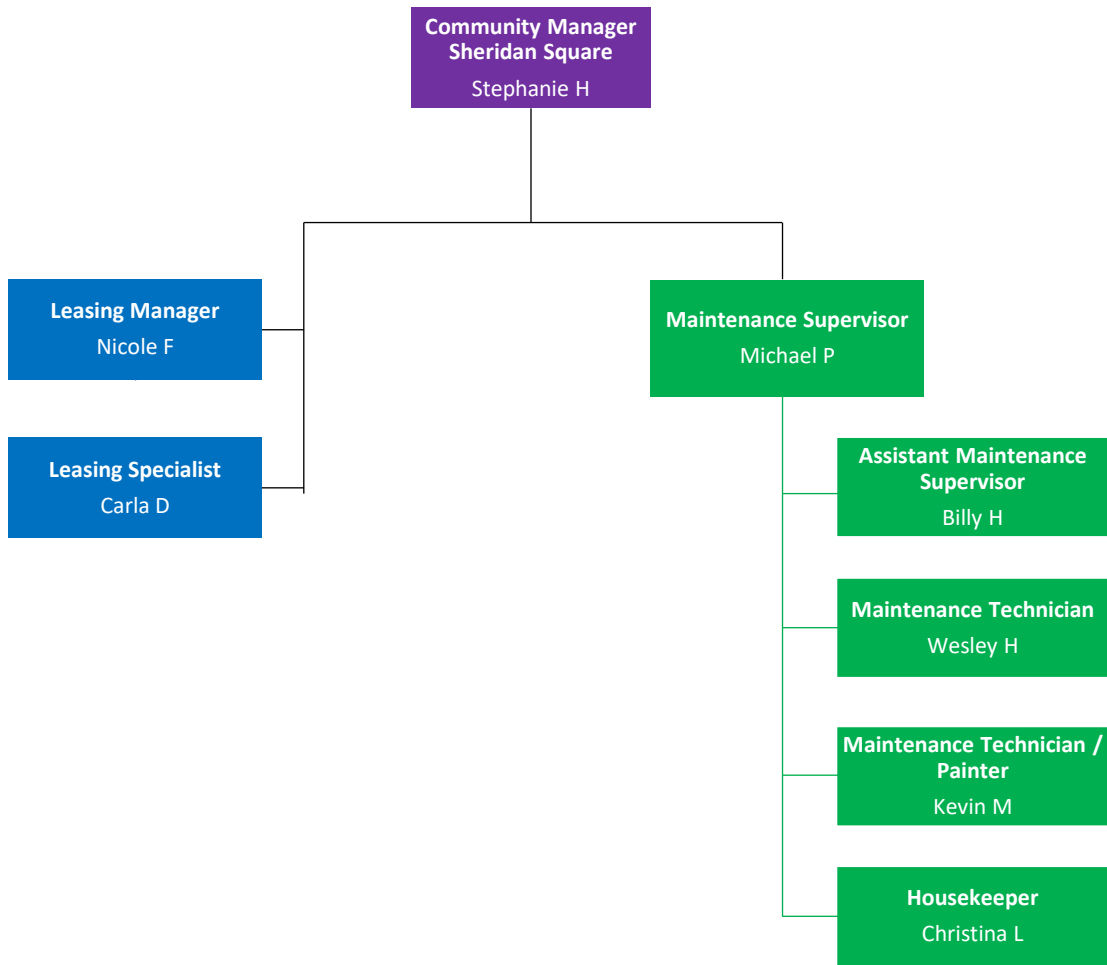 Community Manager
Sheridan Square
Stephanie H
Leasing Manager
Nicole F
Maintenance Supervisor
Michael P
Leasing Specialist
Carla D
Assistant Maintenance
Supervisor
Billy H
Maintenance Technician
Wesley H
Maintenance Technician /
Painter
Kevin M
Housekeeper
Christina L